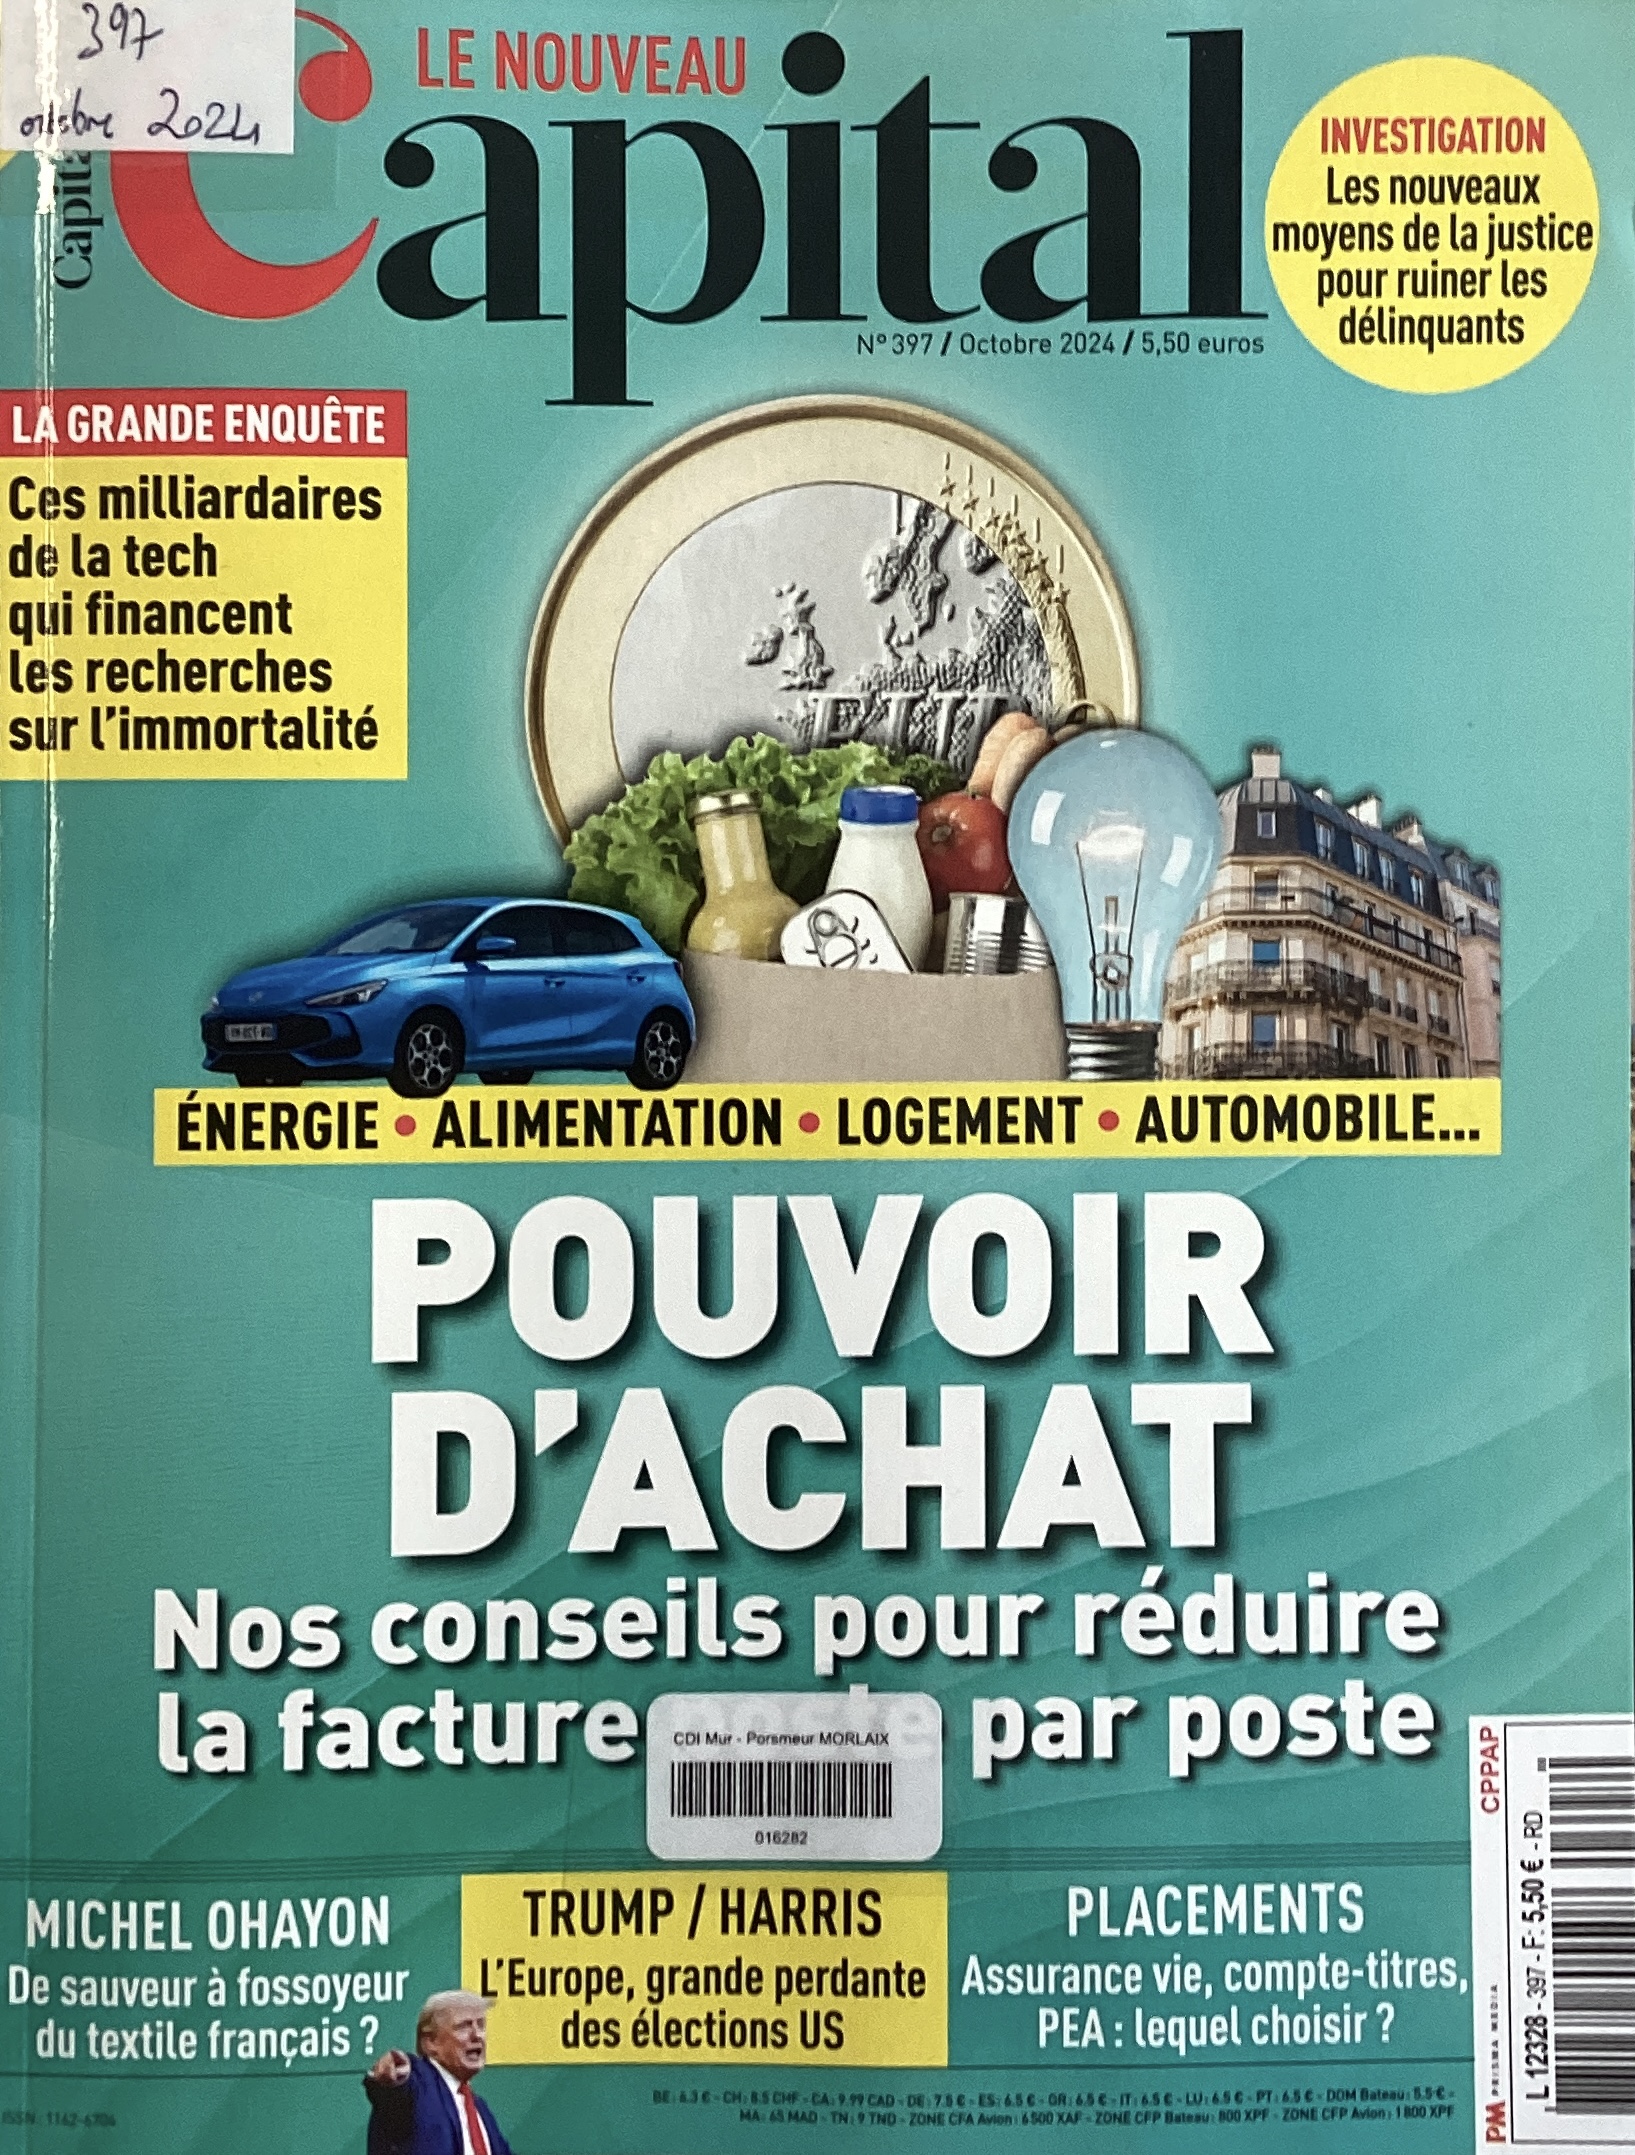 397
octobre 2024
Capital
LE NOUVEAU
Capital
N° 397 / Octobre 2024 / 5,50 euros
INVESTIGATION
Les nouveaux
moyens de la justice
pour ruiner les
délinquants
LA GRANDE ENQUÊTE
Ces milliardaires
de la tech
qui financent
les recherches
sur l'immortalité
ÉNERGIE • ALIMENTATION • LOGEMENT • AUTOMOBILE...
POUVOIR
D'ACHAT
Nos conseils pour réduire
la facture poste par poste
CDI Mur - Porsmeur MORLAIX
016282
MICHEL OHAYON
De sauveur à fossoyeur
du textile français ?
TRUMP / HARRIS
L'Europe, grande perdante
des élections US
PLACEMENTS
Assurance vie, compte-titres,
PEA : lequel choisir ?
BE : 6.3 € - CH : 8.5 CHF - CA : 9.99 CAD - DE : 7.5 € - ES : 6.5 € - GR : 6.5 € - IT : 6.5 € - LU : 6.5 € - PT : 6.5 € - DOM Bateau : 5.5 € -
MA : 65 MAD - TN : 9 TND - ZONE CFA Avion : 6500 XAF - ZONE CFP Bateau : 800 XPF - ZONE CFP Avion : 1800 XPF
ISSN : 1162-6704
CPPAP
PM PRISMA MEDIA
L 12328 - 397 - F: 5,50 € - RD